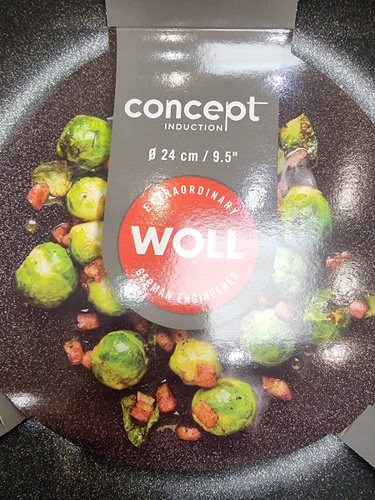 concept
INDUCTION
Ø 24 cm / 9.5"
EXTRAORDINARY
WOLL
GERMAN ENGINEERED